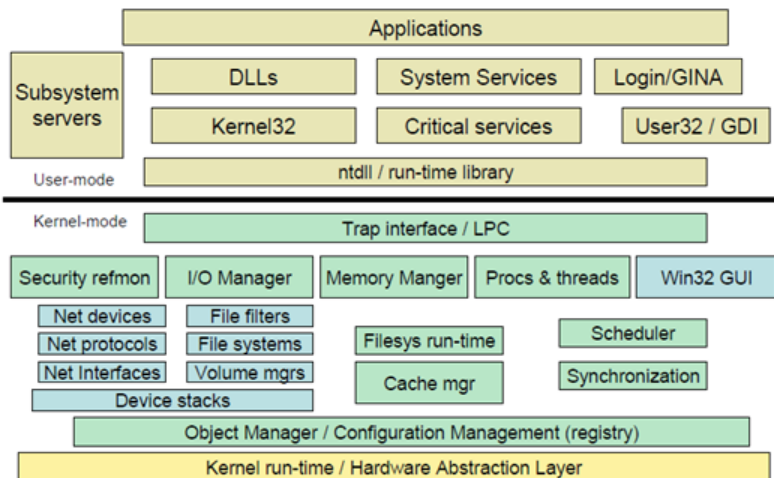 Applications
Subsystem
servers
DLLs
System Services
Login/GINA
Kernel32
Critical services
User32 / GDI
User-mode
ntdll / run-time library
Kernel-mode
Trap interface / LPC
Security refmon
I/O Manager
Memory Manger
Procs & threads
Win32 GUI
Net devices
File filters
Net protocols
File systems
Net Interfaces
Volume mgrs
Device stacks
Filesys run-time
Cache mgr
Scheduler
Synchronization
Object Manager / Configuration Management (registry)
Kernel run-time / Hardware Abstraction Layer